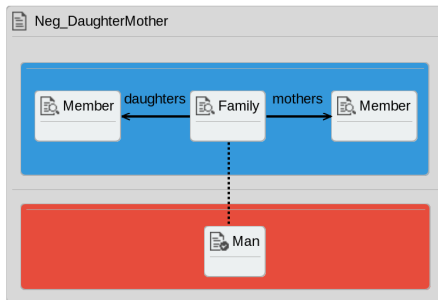 Neg_DaughterMother
Member
daughters
Family
mothers
Member
Man